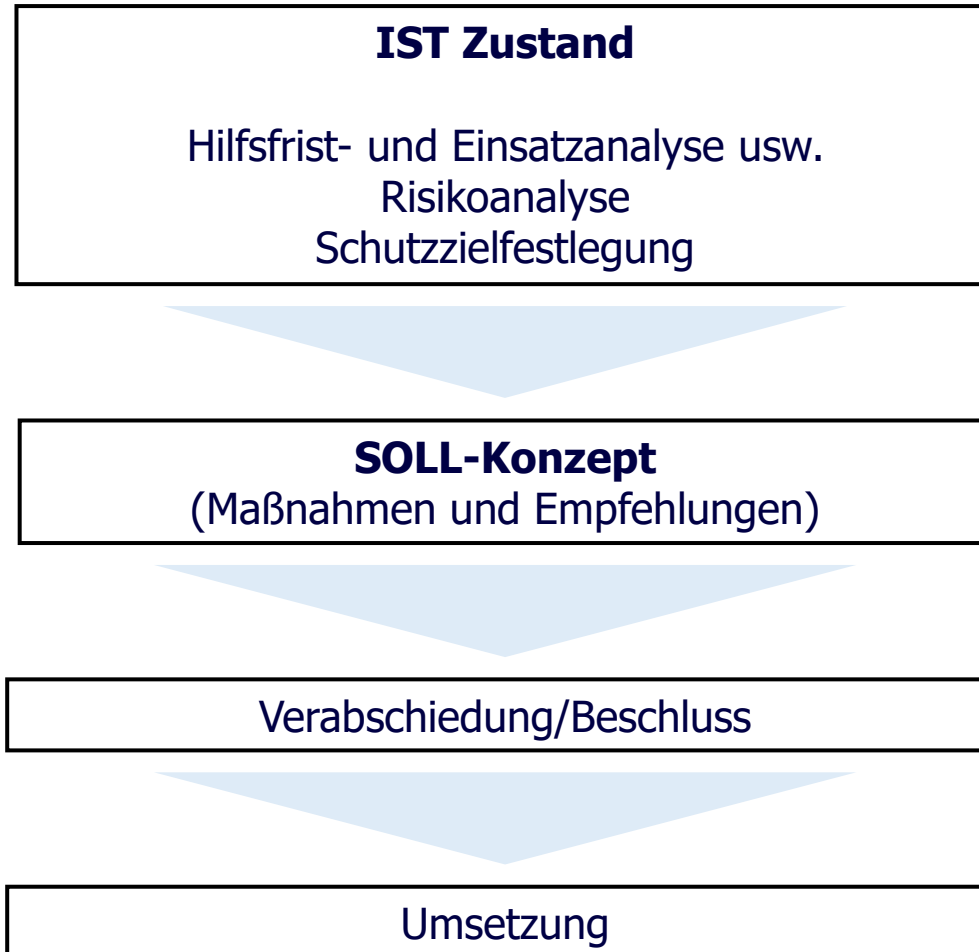 IST Zustand
Hilfsfrist- und Einsatzanalyse usw.
Risikoanalyse
Schutzzielfestlegung
SOLL-Konzept
(Maßnahmen und Empfehlungen)
Verabschiedung/Beschluss
Umsetzung